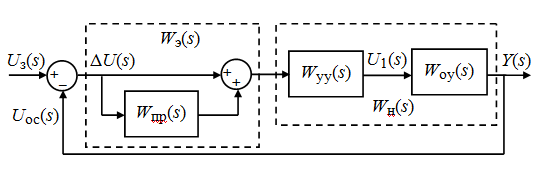 Wэ(s)
Uз(s)
ΔU(s)
U1(s)
Y(s)
+
−
+
+
Wуу(s)
Wоу(s)
Uос(s)
Wпр(s)
Wн(s)